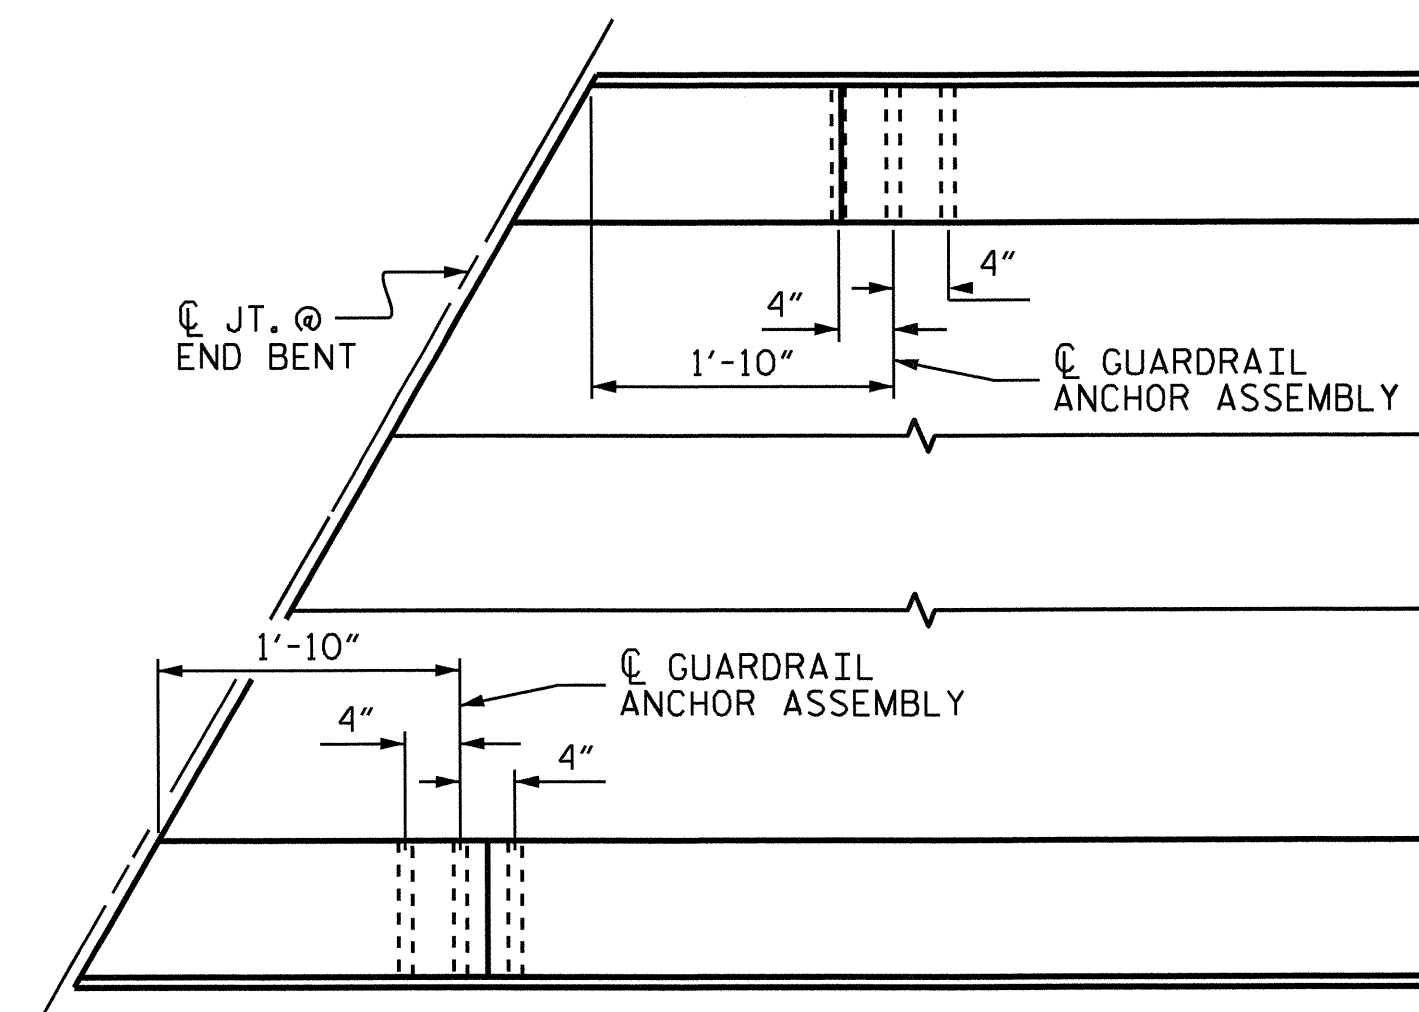 4"
℄ JT. @
END BENT
4"
1'-10"
℄ GUARDRAIL
ANCHOR ASSEMBLY
1'-10"
℄ GUARDRAIL
ANCHOR ASSEMBLY
4"
4"